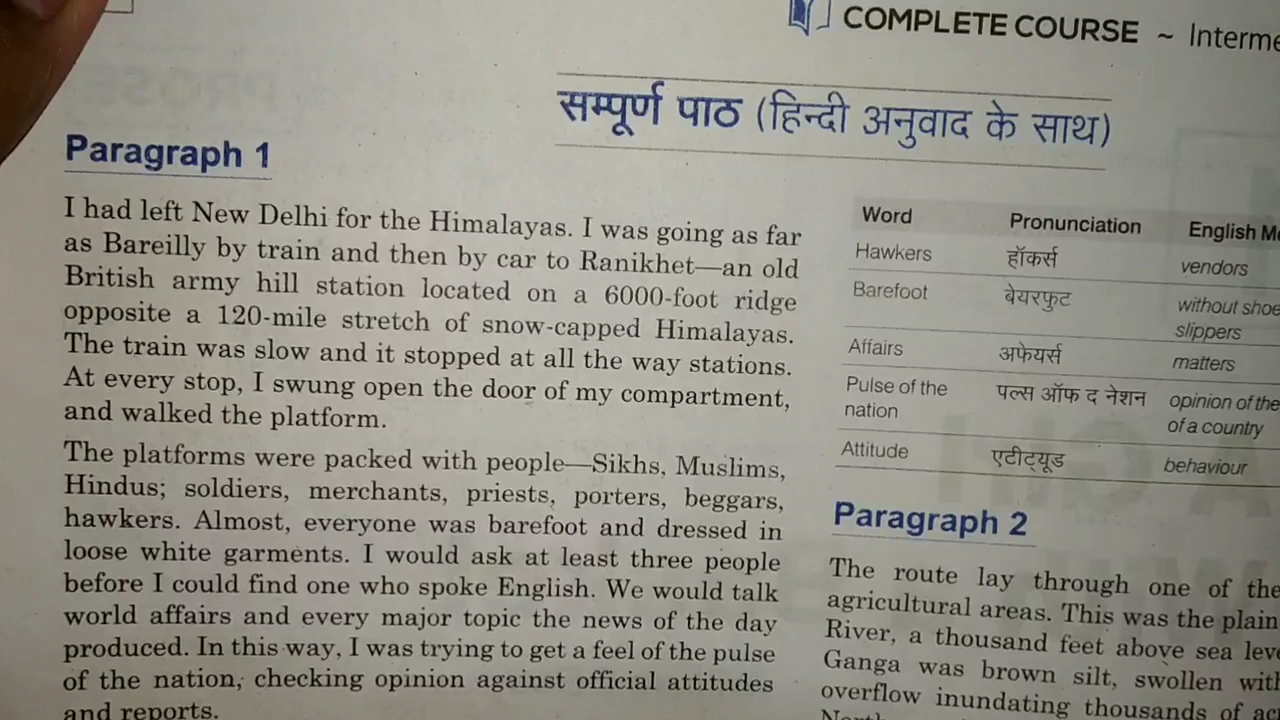 COMPLETE COURSE ~
सम्पूर्ण पाठ (हिन्दी अनुवाद के साथ)
Paragraph 1
I had left New Delhi for the Himalayas. I was going as far
as Bareilly by train and then by car to Ranikhet—an old
British army hill station located on a 6000-foot ridge
opposite a 120-mile stretch of snow-capped Himalayas.
The train was slow and it stopped at all the way stations.
At every stop, I swung open the door of my compartment,
and walked the platform.
The platforms were packed with people—Sikhs, Muslims,
Hindus; soldiers, merchants, priests, porters, beggars,
hawkers. Almost, everyone was barefoot and dressed in
loose white garments. I would ask at least three people
before I could find one who spoke English. We would talk
world affairs and every major topic the news of the day
produced. In this way, I was trying to get a feel of the pulse
of the nation, checking opinion against official attitudes
and reports.
Word Pronunciation English
Hawkers हॉकर्स vendors
Barefoot बेयरफुट without
slippers
Affairs अफेयर्स matters
Pulse of the पल्स ऑफ द नेशन opinion of the
nation of a country
Attitude एटीट्यूड behaviour
Paragraph 2
The route lay through one of the
agricultural areas. This was the plain
River, a thousand feet above sea
Ganga was brown silt, swollen
overflow inundating thousands of